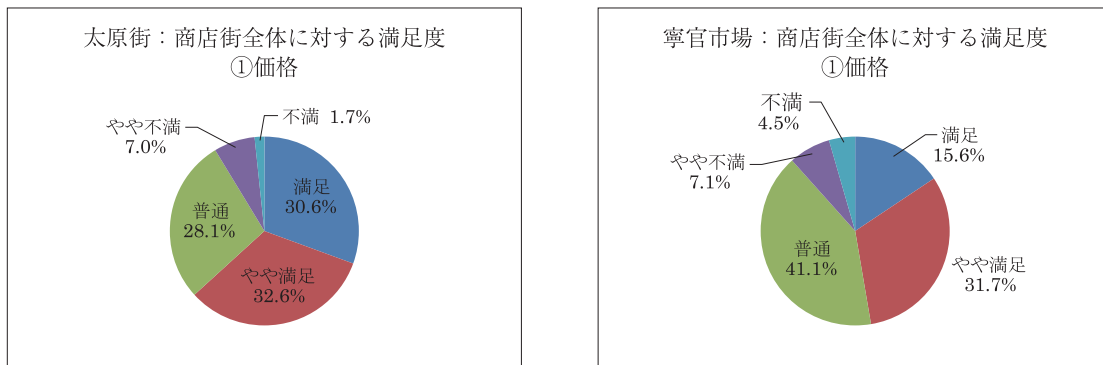 太原街：商店街全体に対する満足度
①価格
不満 1.7%
やや不満
7.0%
満足
30.6%
普通
28.1%
やや満足
32.6%
寧官市場：商店街全体に対する満足度
①価格
不満
4.5%
満足
15.6%
やや不満
7.1%
普通
41.1%
やや満足
31.7%